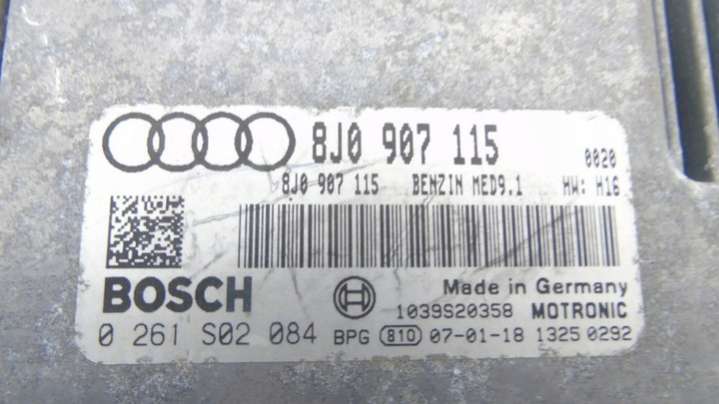 8J0 907 115 0020
8J0 907 115 BENZIN MED9.1 HW: H16
BOSCH Made in Germany
1039S20358 MOTRONIC
0 261 S02 084 BPG 810 07-01-18 1325 0292